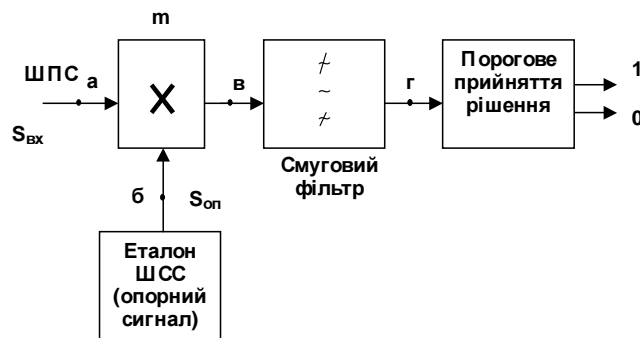 m
ШПС
а
Sвх
X
в
г
Смуговий
фільтр
Порогове
прийняття
рішення
1
0
б
Sоп
Еталон
ШСС
(опорний
сигнал)